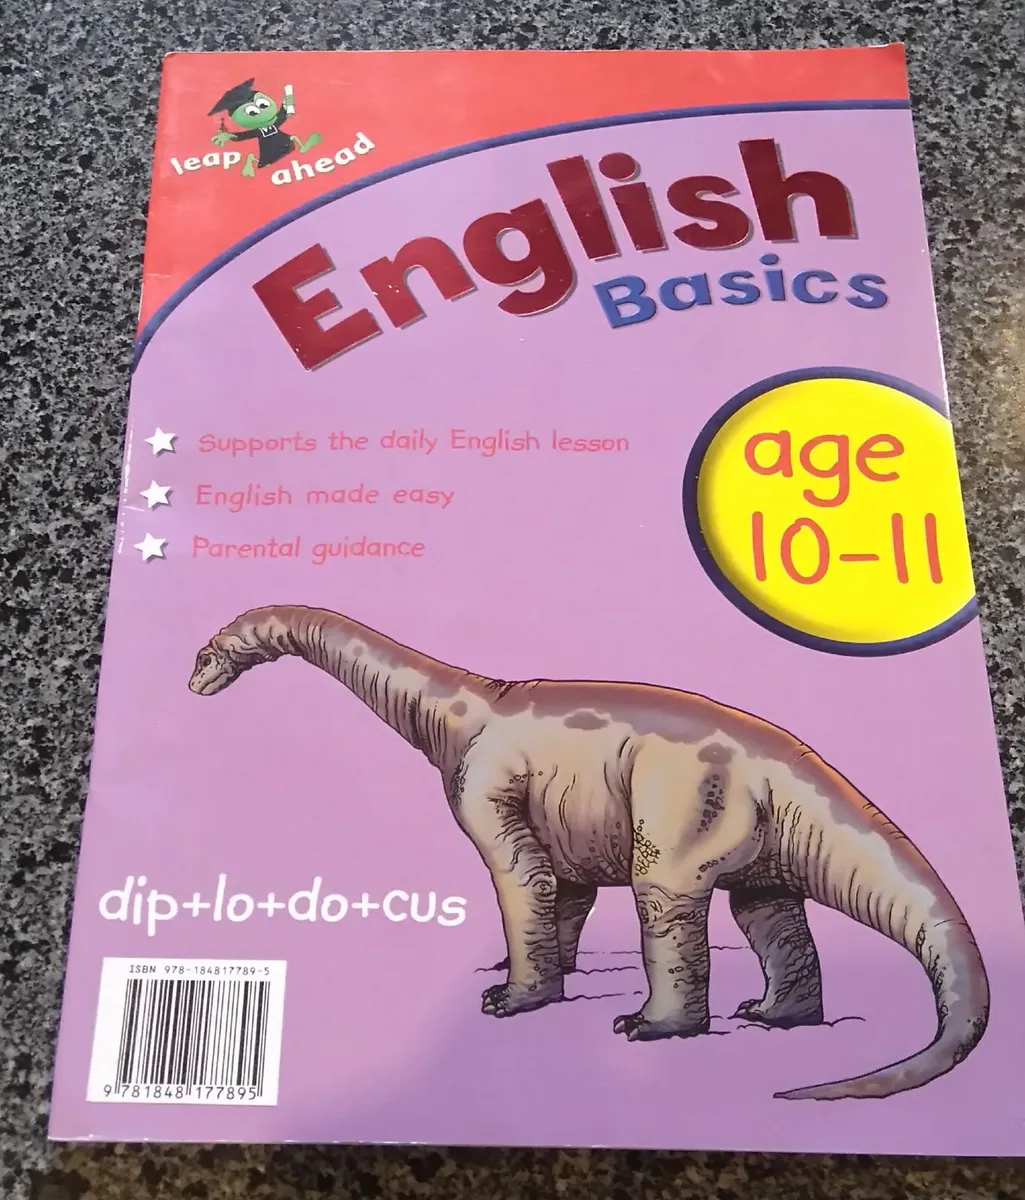 leap ahead
English
Basics
Supports the daily English lesson
English made easy
Parental guidance
age
10-11
dip+lo+do+cus
ISBN 978-184817789-5
9 781848 177895